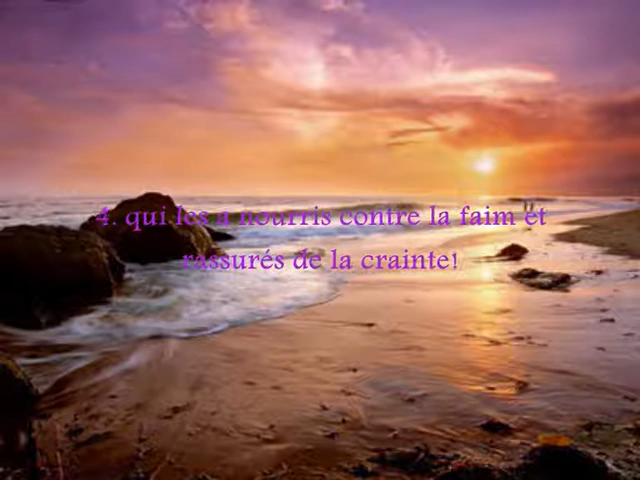 4. qui les a nourris contre la faim et
rassurés de la crainte!